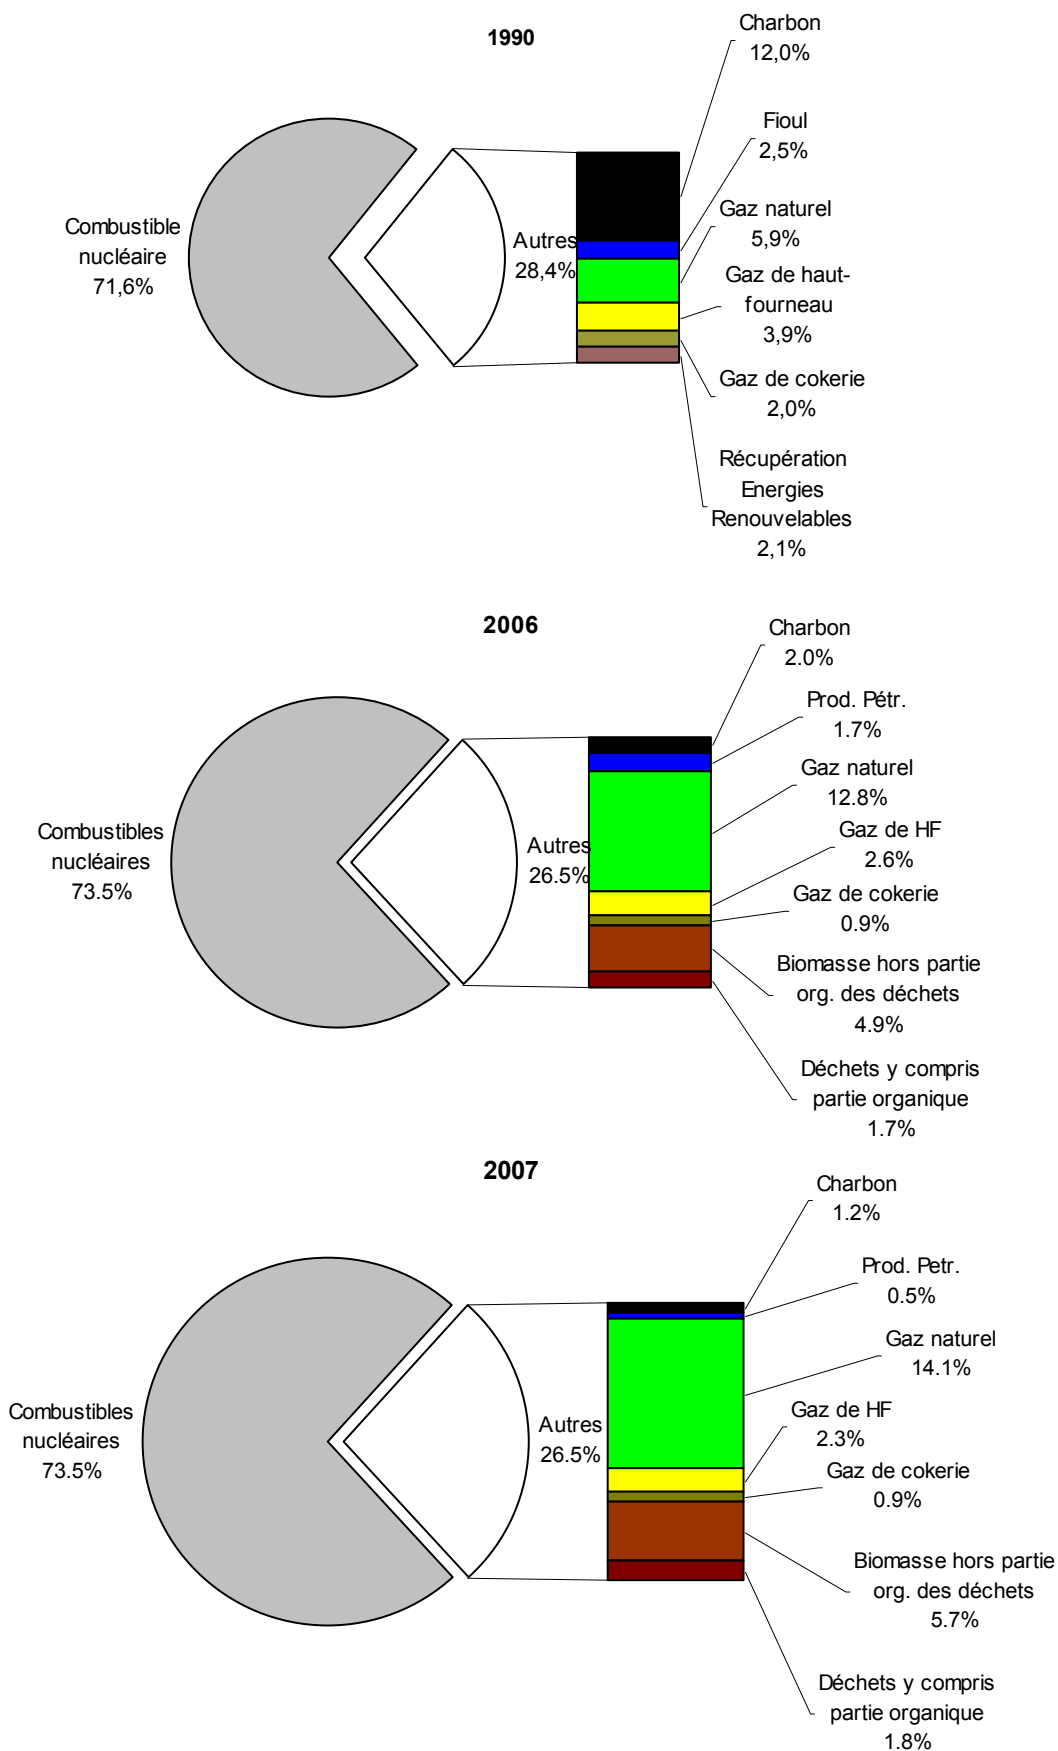 1990
Charbon
12,0%
Fioul
2,5%
Gaz naturel
5,9%
Gaz de haut-
fourneau
3,9%
Gaz de cokerie
2,0%
Récupération
Energies
Renouvelables
2,1%
Autres
28,4%
Combustible
nucléaire
71,6%
2006
Charbon
2.0%
Prod. Pétr.
1.7%
Gaz naturel
12.8%
Gaz de HF
2.6%
Gaz de cokerie
0.9%
Biomasse hors partie
org. des déchets
4.9%
Déchets y compris
partie organique
1.7%
Autres
26.5%
Combustibles
nucléaires
73.5%
2007
Charbon
1.2%
Prod. Petr.
0.5%
Gaz naturel
14.1%
Gaz de HF
2.3%
Gaz de cokerie
0.9%
Biomasse hors partie
org. des déchets
5.7%
Déchets y compris
partie organique
1.8%
Autres
26.5%
Combustibles
nucléaires
73.5%